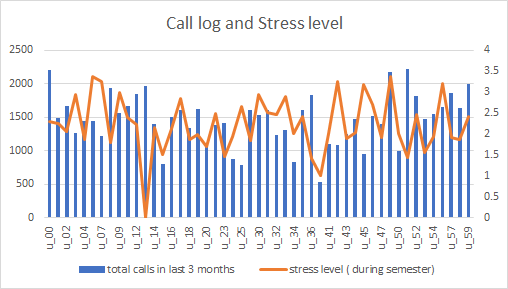 Call log and Stress level
2500
2000
1500
1000
500
0
4
3.5
3
2.5
2
1.5
1
0.5
0
u_00
u_02
u_04
u_07
u_09
u_12
u_14
u_16
u_18
u_20
u_23
u_25
u_30
u_32
u_34
u_36
u_41
u_43
u_45
u_47
u_50
u_52
u_54
u_57
u_59
total calls in last 3 months
stress level ( during semester)